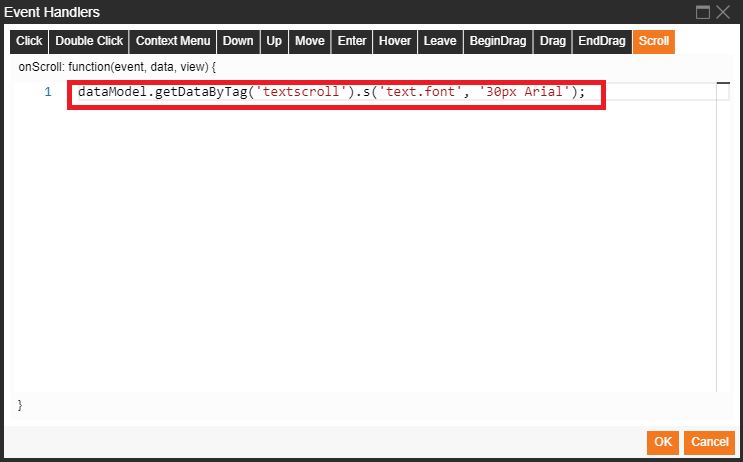 Event Handlers
Click Double Click Context Menu Down Up Move Enter Hover Leave BeginDrag Drag EndDrag Scroll
onScroll: function(event, data, view) {
1 dataModel.getDataByTag('textscroll').s('text.font', '30px Arial');
}
OK Cancel